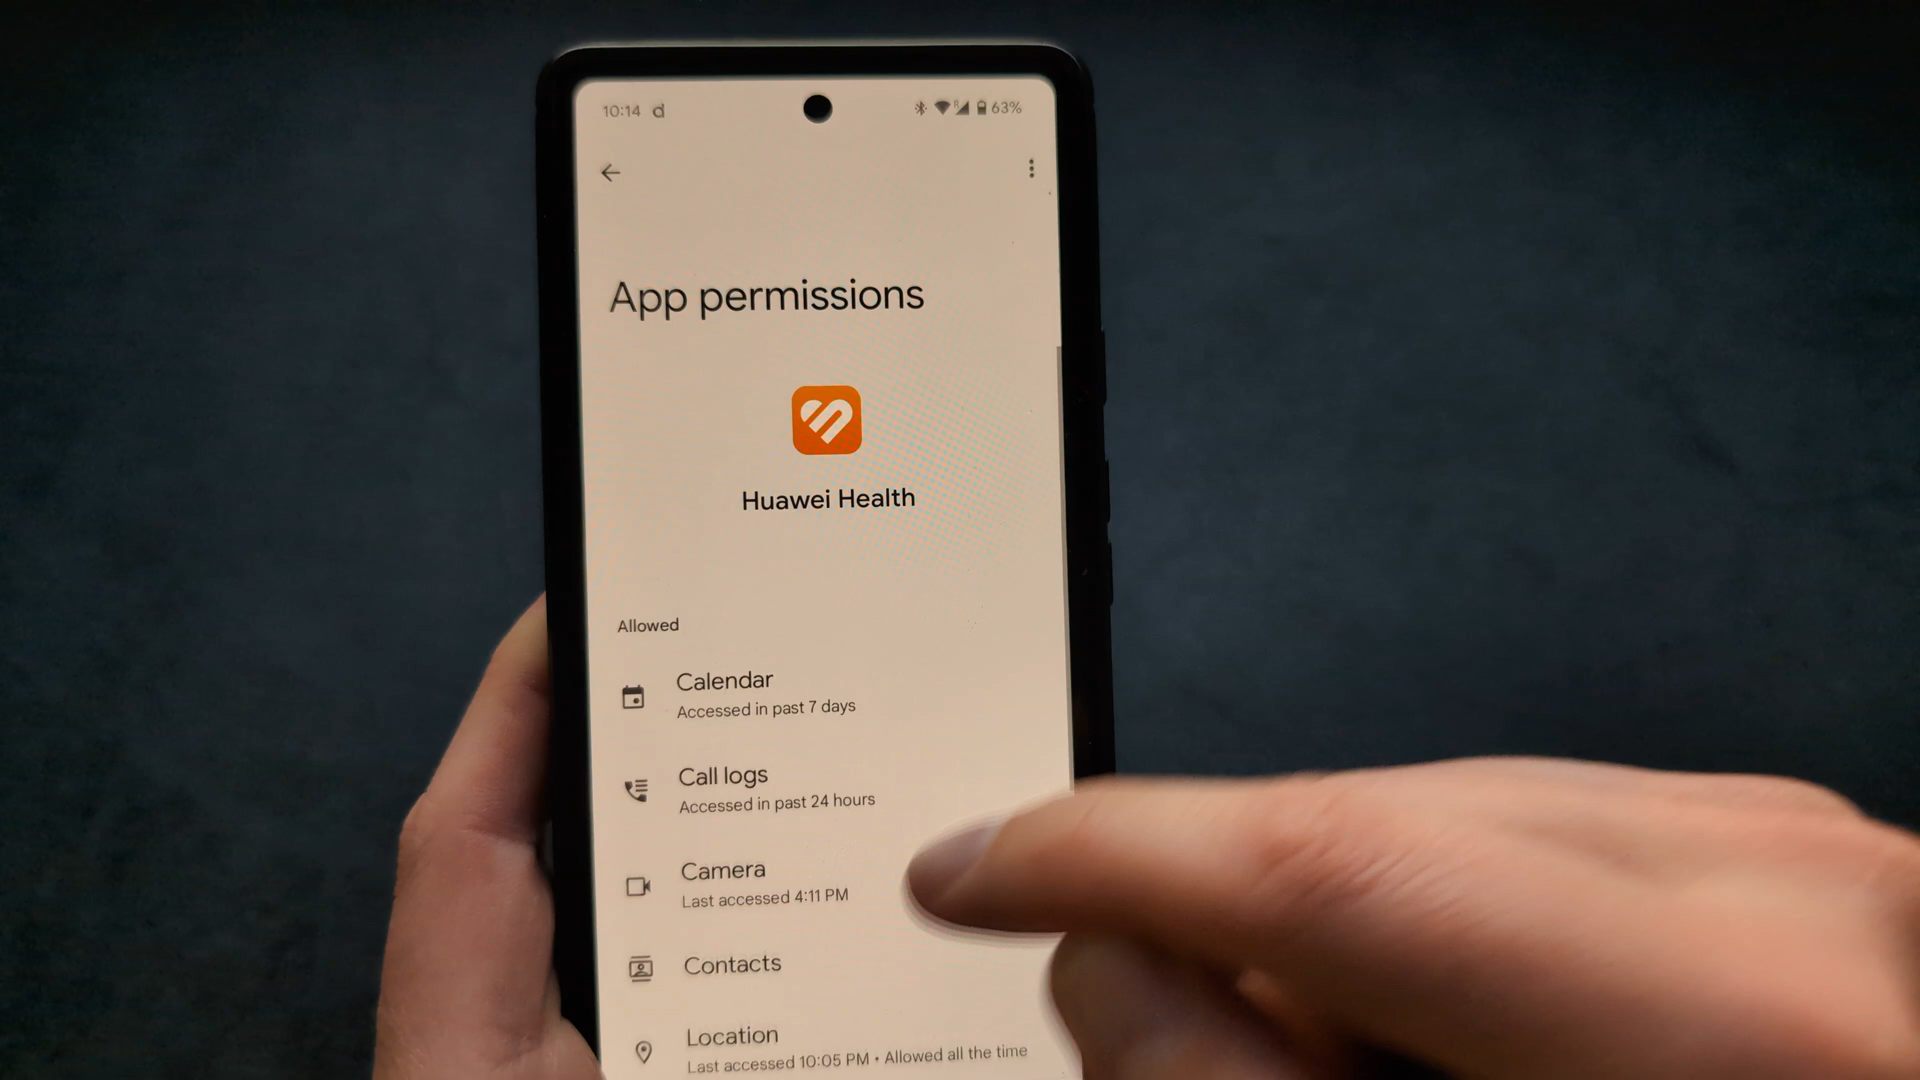 10:14 d
R 63%
App permissions
Huawei Health
Allowed
Calendar
Accessed in past 7 days
Call logs
Accessed in past 24 hours
Camera
Last accessed 4:11 PM
Contacts
Location
Last accessed 10:05 PM • Allowed all the time